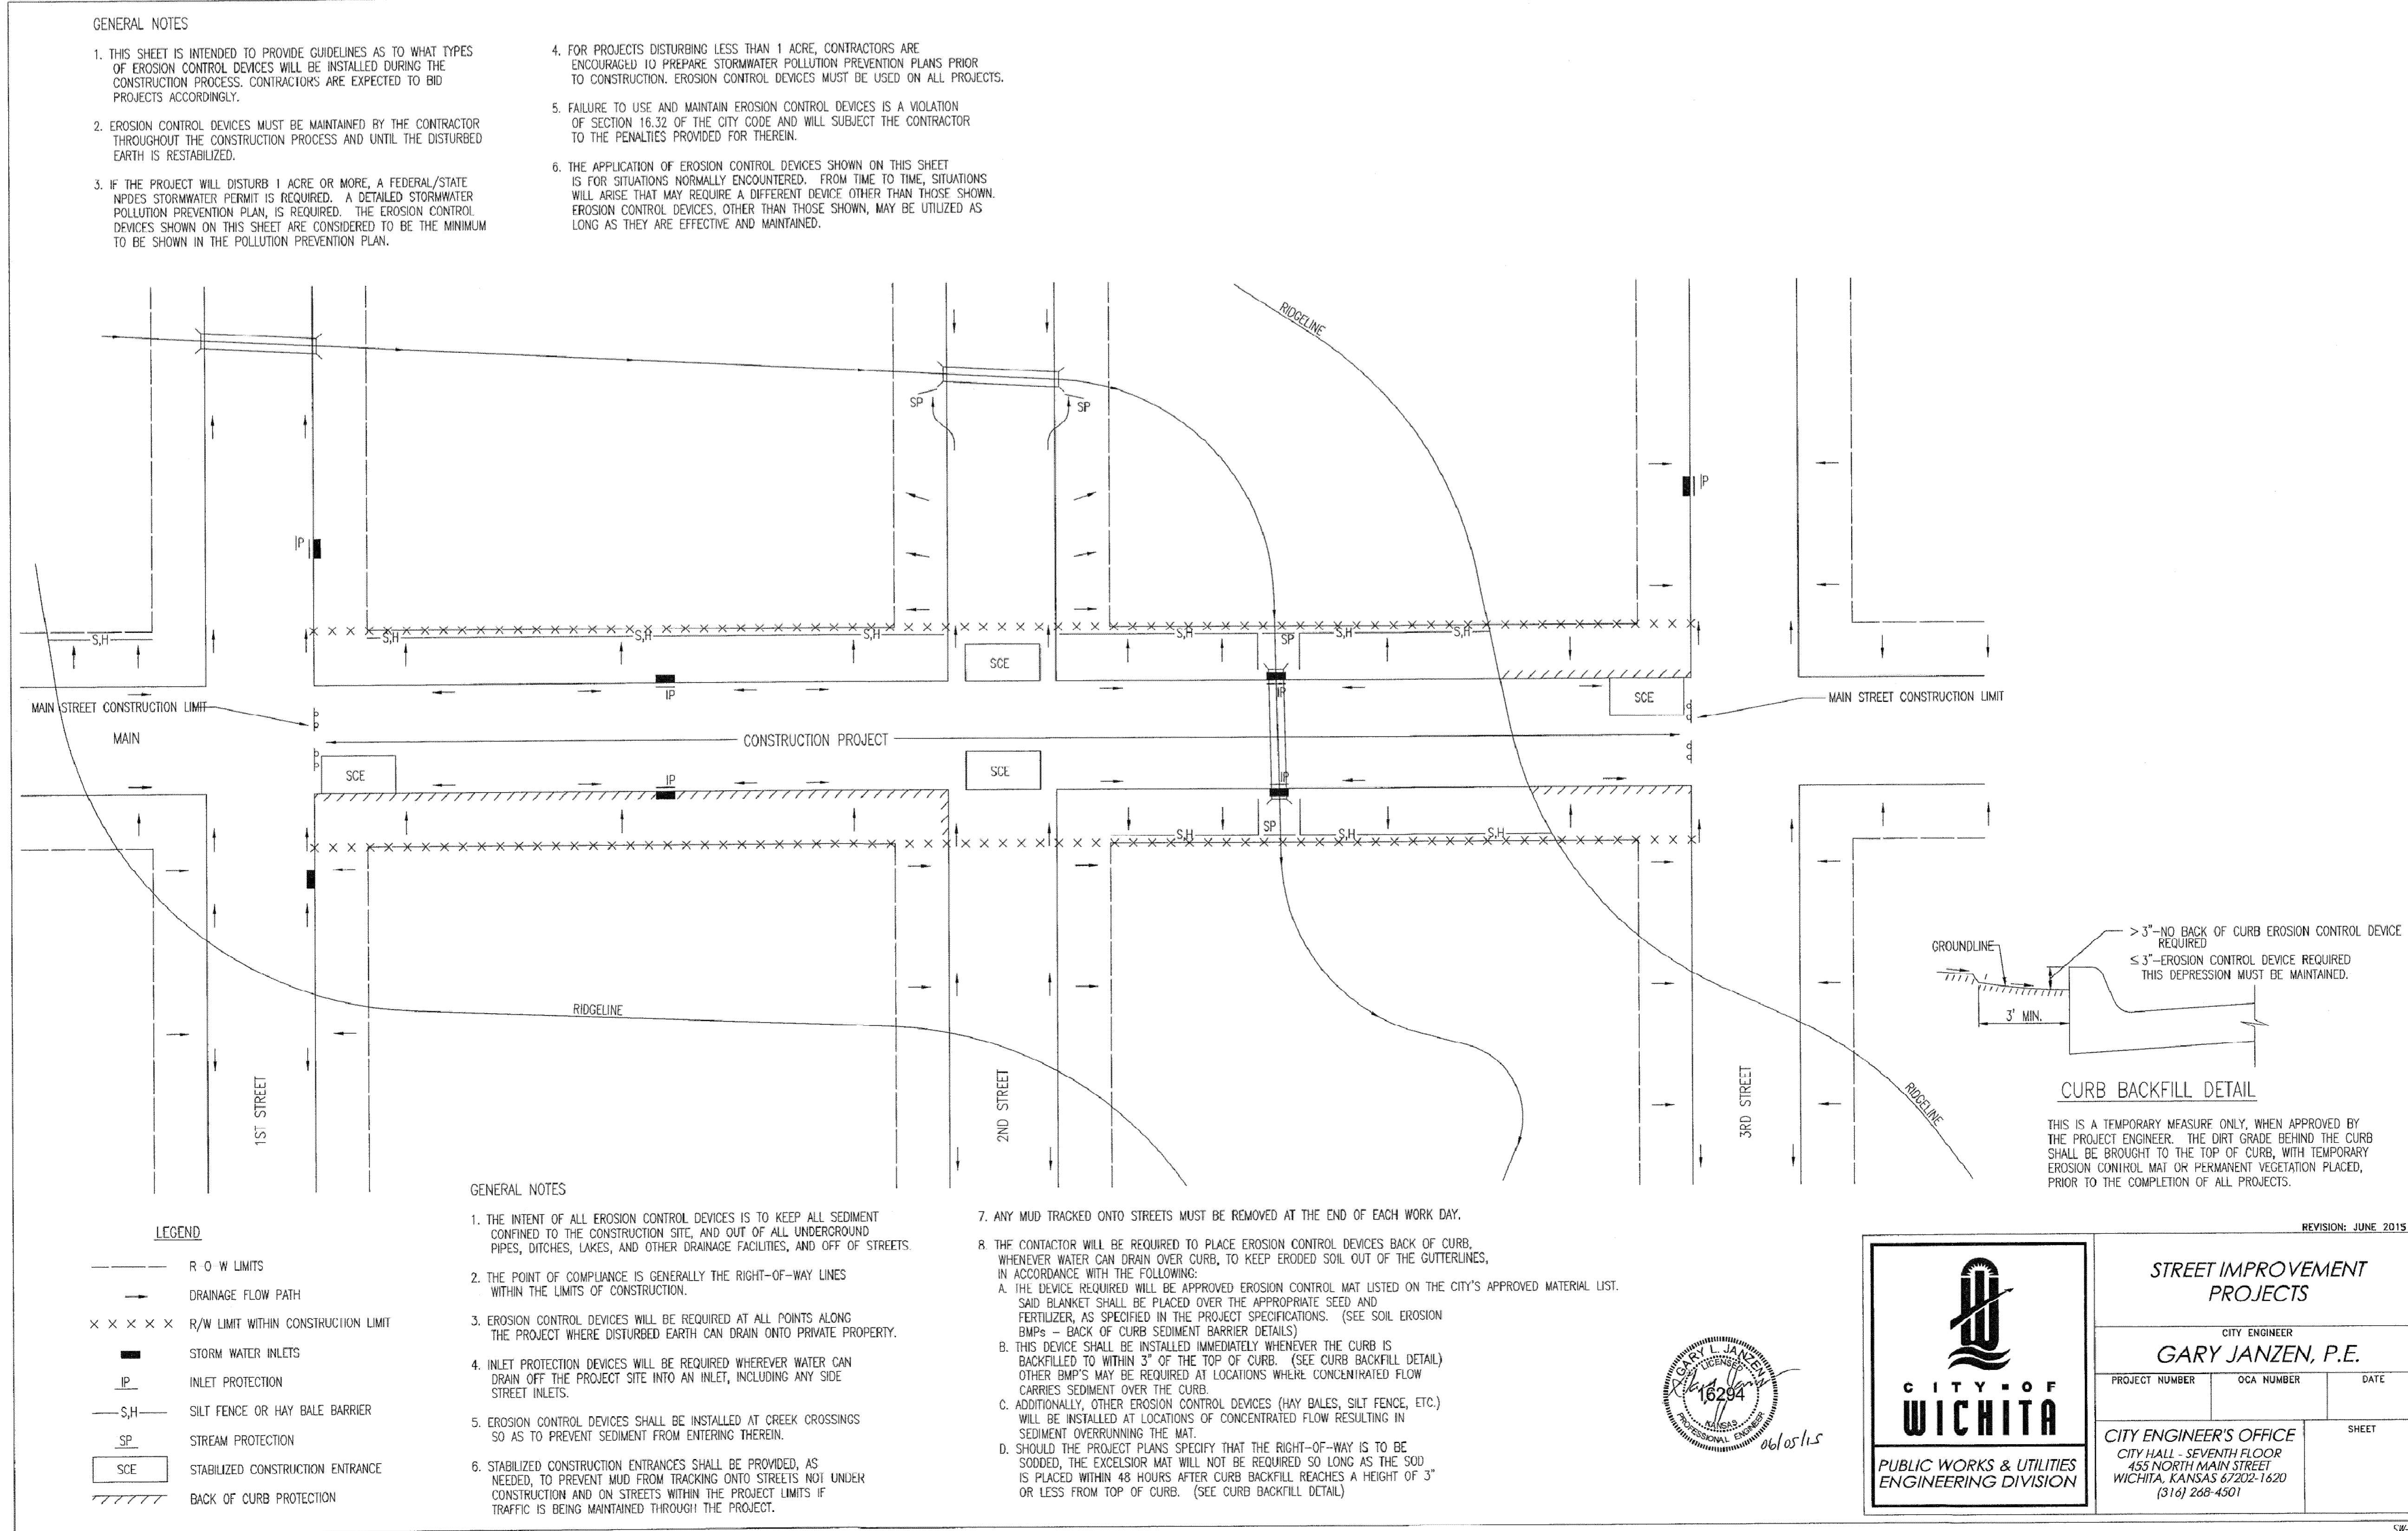 GENERAL NOTES
1. THIS SHEET IS INTENDED TO PROVIDE GUIDELINES AS TO WHAT TYPES
OF EROSION CONTROL DEVICES WILL BE INSTALLED DURING THE
CONSTRUCTION PROCESS. CONTRACTORS ARE EXPECTED TO BID
PROJECTS ACCORDINGLY.
2. EROSION CONTROL DEVICES MUST BE MAINTAINED BY THE CONTRACTOR
THROUGHOUT THE CONSTRUCTION PROCESS AND UNTIL THE DISTURBED
EARTH IS RESTABILIZED.
3. IF THE PROJECT WILL DISTURB 1 ACRE OR MORE, A FEDERAL/STATE
NPDES STORMWATER PERMIT IS REQUIRED. A DETAILED STORMWATER
POLLUTION PREVENTION PLAN, IS REQUIRED. THE EROSION CONTROL
DEVICES SHOWN ON THIS SHEET ARE CONSIDERED TO BE THE MINIMUM
TO BE SHOWN IN THE POLLUTION PREVENTION PLAN.
4. FOR PROJECTS DISTURBING LESS THAN 1 ACRE, CONTRACTORS ARE
ENCOURAGED TO PREPARE STORMWATER POLLUTION PREVENTION PLANS PRIOR
TO CONSTRUCTION. EROSION CONTROL DEVICES MUST BE USED ON ALL PROJECTS.
5. FAILURE TO USE AND MAINTAIN EROSION CONTROL DEVICES IS A VIOLATION
OF SECTION 16.32 OF THE CITY CODE AND WILL SUBJECT THE CONTRACTOR
TO THE PENALTIES PROVIDED FOR THEREIN.
6. THE APPLICATION OF EROSION CONTROL DEVICES SHOWN ON THIS SHEET
IS FOR SITUATIONS NORMALLY ENCOUNTERED. FROM TIME TO TIME, SITUATIONS
WILL ARISE THAT MAY REQUIRE A DIFFERENT DEVICE OTHER THAN THOSE SHOWN.
EROSION CONTROL DEVICES, OTHER THAN THOSE SHOWN, MAY BE UTILIZED AS
LONG AS THEY ARE EFFECTIVE AND MAINTAINED.
RIDGELINE
SP
SP
IP
IP
S,H
S,H
S,H
S,H
S,H
SP
S,H
S,H
SCE
IP
IP
SCE
MAIN STREET CONSTRUCTION LIMIT
MAIN STREET CONSTRUCTION LIMIT
MAIN
CONSTRUCTION PROJECT
SCE
IP
SCE
IP
S,H
SP
S,H
S,H
RIDGELINE
RIDGELINE
1ST STREET
2ND STREET
3RD STREET
GROUNDLINE
> 3"-NO BACK OF CURB EROSION CONTROL DEVICE
REQUIRED
≤ 3"-EROSION CONTROL DEVICE REQUIRED
THIS DEPRESSION MUST BE MAINTAINED.
3' MIN.
CURB BACKFILL DETAIL
THIS IS A TEMPORARY MEASURE ONLY, WHEN APPROVED BY
THE PROJECT ENGINEER. THE DIRT GRADE BEHIND THE CURB
SHALL BE BROUGHT TO THE TOP OF CURB, WITH TEMPORARY
EROSION CONTROL MAT OR PERMANENT VEGETATION PLACED,
PRIOR TO THE COMPLETION OF ALL PROJECTS.
LEGEND
R O W LIMITS
DRAINAGE FLOW PATH
X X X X X R/W LIMIT WITHIN CONSTRUCTION LIMIT
STORM WATER INLETS
IP INLET PROTECTION
S,H SILT FENCE OR HAY BALE BARRIER
SP STREAM PROTECTION
SCE STABILIZED CONSTRUCTION ENTRANCE
BACK OF CURB PROTECTION
GENERAL NOTES
1. THE INTENT OF ALL EROSION CONTROL DEVICES IS TO KEEP ALL SEDIMENT
CONFINED TO THE CONSTRUCTION SITE, AND OUT OF ALL UNDERGROUND
PIPES, DITCHES, LAKES, AND OTHER DRAINAGE FACILITIES, AND OFF OF STREETS.
2. THE POINT OF COMPLIANCE IS GENERALLY THE RIGHT-OF-WAY LINES
WITHIN THE LIMITS OF CONSTRUCTION.
3. EROSION CONTROL DEVICES WILL BE REQUIRED AT ALL POINTS ALONG
THE PROJECT WHERE DISTURBED EARTH CAN DRAIN ONTO PRIVATE PROPERTY.
4. INLET PROTECTION DEVICES WILL BE REQUIRED WHEREVER WATER CAN
DRAIN OFF THE PROJECT SITE INTO AN INLET, INCLUDING ANY SIDE
STREET INLETS.
5. EROSION CONTROL DEVICES SHALL BE INSTALLED AT CREEK CROSSINGS
SO AS TO PREVENT SEDIMENT FROM ENTERING THEREIN.
6. STABILIZED CONSTRUCTION ENTRANCES SHALL BE PROVIDED, AS
NEEDED, TO PREVENT MUD FROM TRACKING ONTO STREETS NOT UNDER
CONSTRUCTION AND ON STREETS WITHIN THE PROJECT LIMITS IF
TRAFFIC IS BEING MAINTAINED THROUGH THE PROJECT.
7. ANY MUD TRACKED ONTO STREETS MUST BE REMOVED AT THE END OF EACH WORK DAY.
8. THE CONTACTOR WILL BE REQUIRED TO PLACE EROSION CONTROL DEVICES BACK OF CURB,
WHENEVER WATER CAN DRAIN OVER CURB, TO KEEP ERODED SOIL OUT OF THE GUTTERLINES,
IN ACCORDANCE WITH THE FOLLOWING:
A. THE DEVICE REQUIRED WILL BE APPROVED EROSION CONTROL MAT LISTED ON THE CITY'S APPROVED MATERIAL LIST.
SAID BLANKET SHALL BE PLACED OVER THE APPROPRIATE SEED AND
FERTILIZER, AS SPECIFIED IN THE PROJECT SPECIFICATIONS. (SEE SOIL EROSION
BMPs - BACK OF CURB SEDIMENT BARRIER DETAILS)
B. THIS DEVICE SHALL BE INSTALLED IMMEDIATELY WHENEVER THE CURB IS
BACKFILLED TO WITHIN 3" OF THE TOP OF CURB. (SEE CURB BACKFILL DETAIL)
OTHER BMP'S MAY BE REQUIRED AT LOCATIONS WHERE CONCENTRATED FLOW
CARRIES SEDIMENT OVER THE CURB.
C. ADDITIONALLY, OTHER EROSION CONTROL DEVICES (HAY BALES, SILT FENCE, ETC.)
WILL BE INSTALLED AT LOCATIONS OF CONCENTRATED FLOW RESULTING IN
SEDIMENT OVERRUNNING THE MAT.
D. SHOULD THE PROJECT PLANS SPECIFY THAT THE RIGHT-OF-WAY IS TO BE
SODDED, THE EXCELSIOR MAT WILL NOT BE REQUIRED SO LONG AS THE SOD
IS PLACED WITHIN 48 HOURS AFTER CURB BACKFILL REACHES A HEIGHT OF 3"
OR LESS FROM TOP OF CURB. (SEE CURB BACKFILL DETAIL)
GARY L. JANZEN
LICENSED
16294
KANSAS
PROFESSIONAL ENGINEER
06/05/15
REVISION: JUNE 2015
CITY OF
WICHITA
PUBLIC WORKS & UTILITIES
ENGINEERING DIVISION
STREET IMPROVEMENT
PROJECTS
CITY ENGINEER
GARY JANZEN, P.E.
PROJECT NUMBER
OCA NUMBER
DATE
CITY ENGINEER'S OFFICE
CITY HALL - SEVENTH FLOOR
455 NORTH MAIN STREET
WICHITA, KANSAS 67202-1620
(316) 268-4501
SHEET